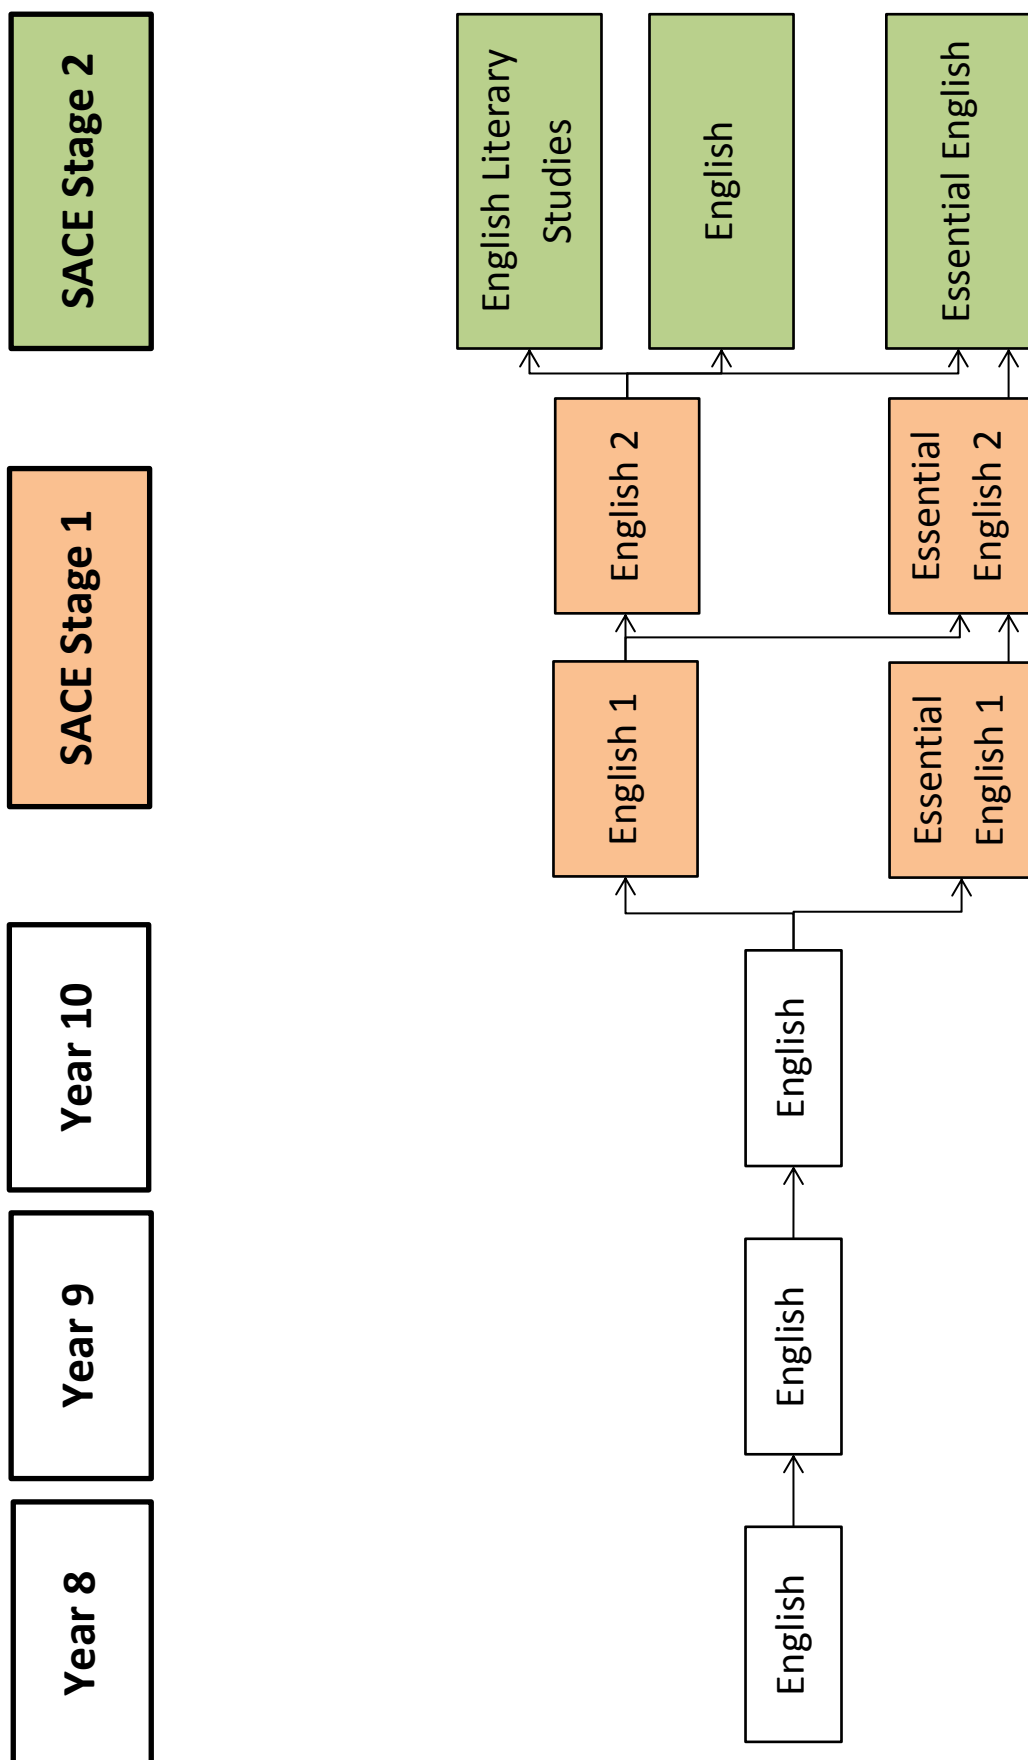 Year 8
Year 9
Year 10
SACE Stage 1
SACE Stage 2
English Literary
Studies
English 1
English 2
English
English
English
English
Essential
English 1
Essential
English 2
Essential English